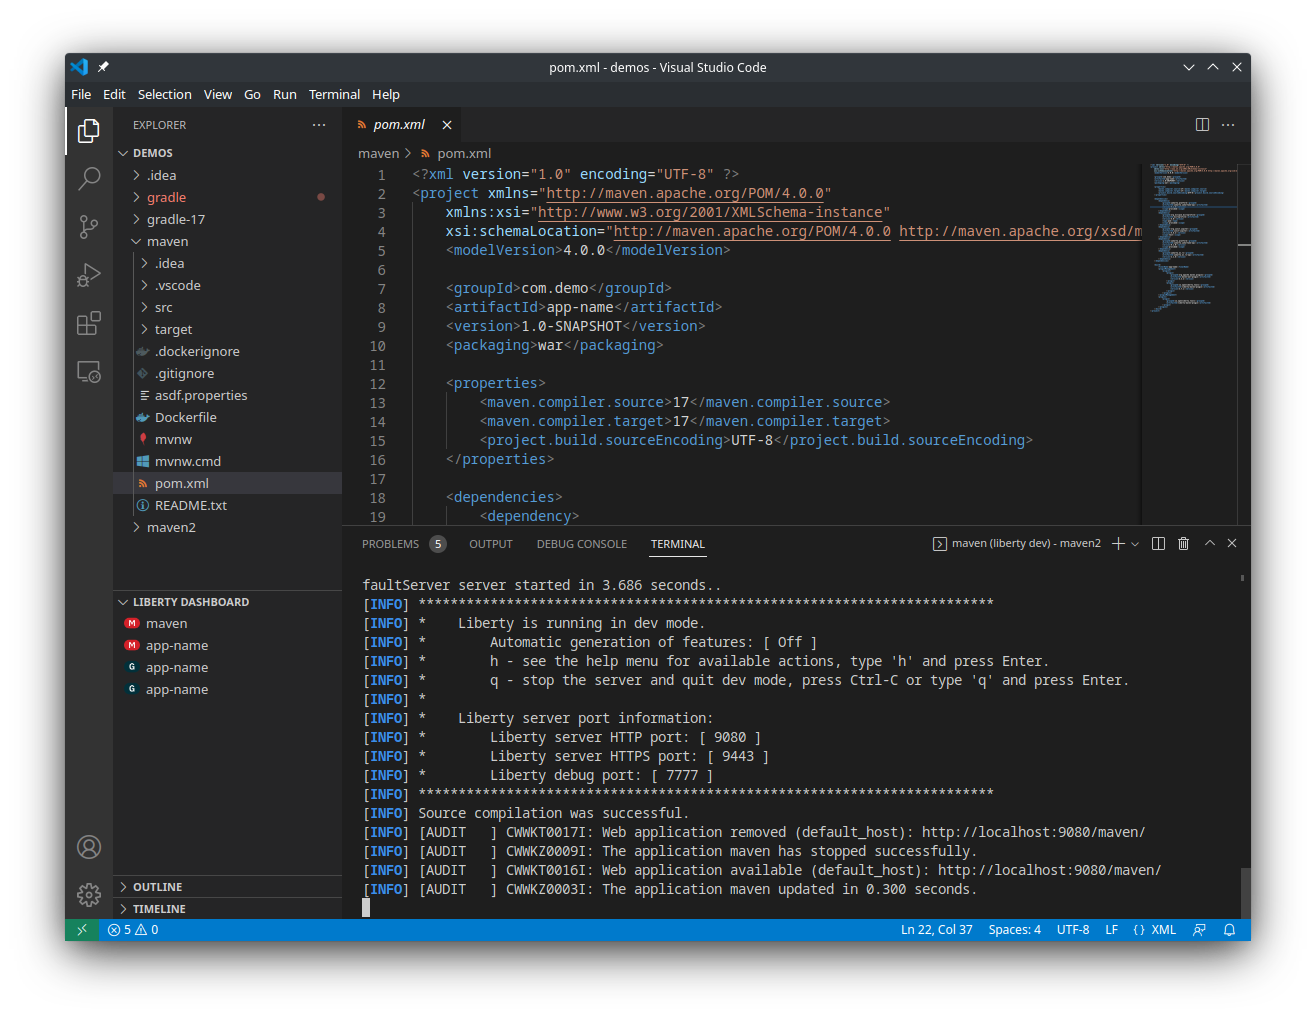 pom.xml - demos - Visual Studio Code
File Edit Selection View Go Run Terminal Help
EXPLORER
DEMOS
.idea
gradle
gradle-17
maven
.idea
.vscode
src
target
.dockerignore
.gitignore
asdf.properties
Dockerfile
mvnw
mvnw.cmd
pom.xml
README.txt
maven2
LIBERTY DASHBOARD
M maven
M app-name
G app-name
G app-name
OUTLINE
TIMELINE
pom.xml
maven > pom.xml
1 <?xml version="1.0" encoding="UTF-8" ?>
2 <project xmlns="http://maven.apache.org/POM/4.0.0"
3 xmlns:xsi="http://www.w3.org/2001/XMLSchema-instance"
4 xsi:schemaLocation="http://maven.apache.org/POM/4.0.0 http://maven.apache.org/xsd/m
5 <modelVersion>4.0.0</modelVersion>
6
7 <groupId>com.demo</groupId>
8 <artifactId>app-name</artifactId>
9 <version>1.0-SNAPSHOT</version>
10 <packaging>war</packaging>
11
12 <properties>
13 <maven.compiler.source>17</maven.compiler.source>
14 <maven.compiler.target>17</maven.compiler.target>
15 <project.build.sourceEncoding>UTF-8</project.build.sourceEncoding>
16 </properties>
17
18 <dependencies>
19 <dependency>
PROBLEMS 5 OUTPUT DEBUG CONSOLE TERMINAL maven (liberty dev) - maven2
faultServer server started in 3.686 seconds..
[INFO] ************************************************************************
[INFO] * Liberty is running in dev mode.
[INFO] * Automatic generation of features: [ Off ]
[INFO] * h - see the help menu for available actions, type 'h' and press Enter.
[INFO] * q - stop the server and quit dev mode, press Ctrl-C or type 'q' and press Enter.
[INFO] *
[INFO] * Liberty server port information:
[INFO] * Liberty server HTTP port: [ 9080 ]
[INFO] * Liberty server HTTPS port: [ 9443 ]
[INFO] * Liberty debug port: [ 7777 ]
[INFO] ************************************************************************
[INFO] Source compilation was successful.
[INFO] [AUDIT   ] CWWKT0017I: Web application removed (default_host): http://localhost:9080/maven/
[INFO] [AUDIT   ] CWWKZ0009I: The application maven has stopped successfully.
[INFO] [AUDIT   ] CWWKT0016I: Web application available (default_host): http://localhost:9080/maven/
[INFO] [AUDIT   ] CWWKZ0003I: The application maven updated in 0.300 seconds.
5 0 Ln 22, Col 37 Spaces: 4 UTF-8 LF {} XML